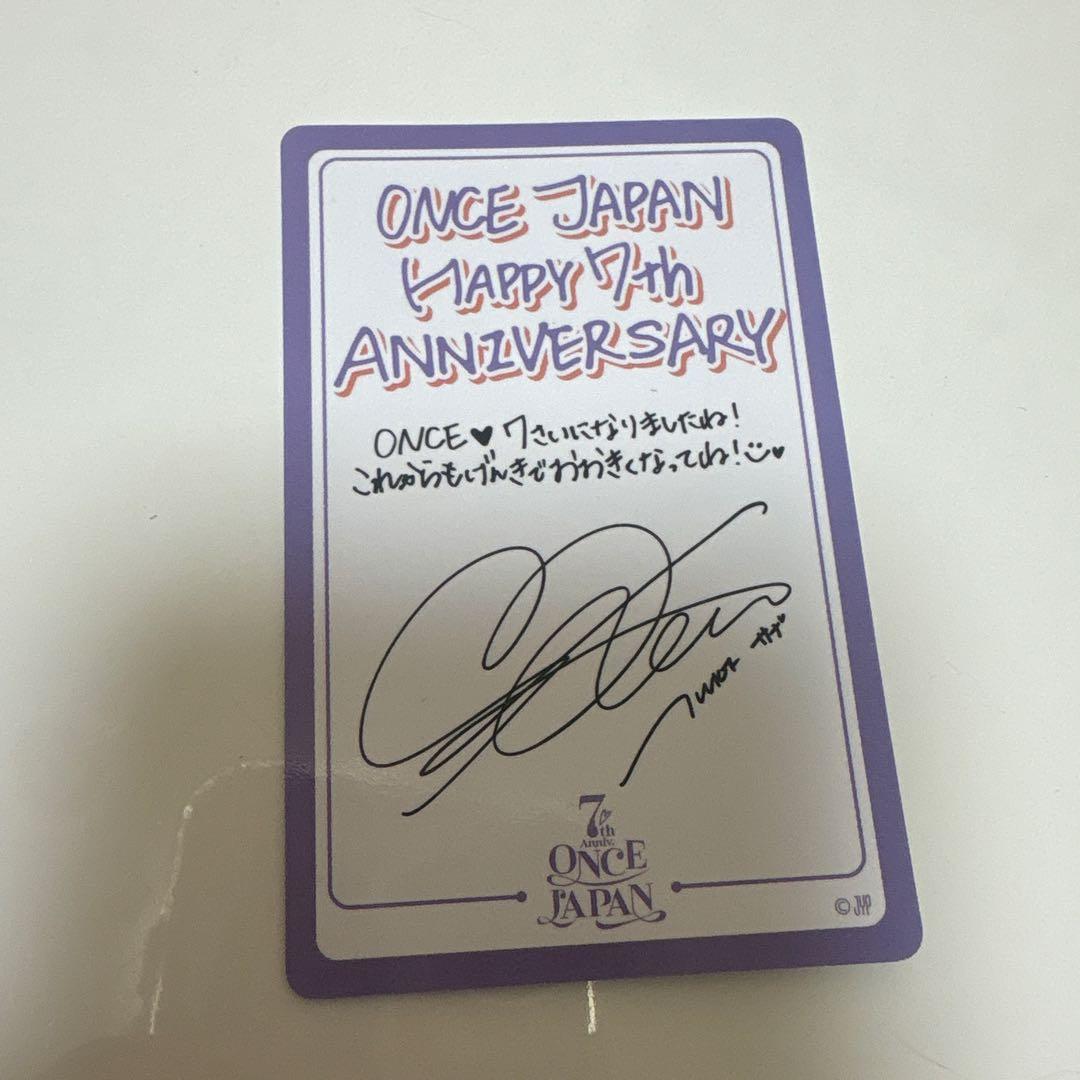 ONCE JAPAN
HAPPY 7th
ANNIVERSARY
ONCE♥ 7さいになりましたね!
これからもげんきでおおきくなってね!
7th
Anniv.
ONCE
JAPAN
© JYP